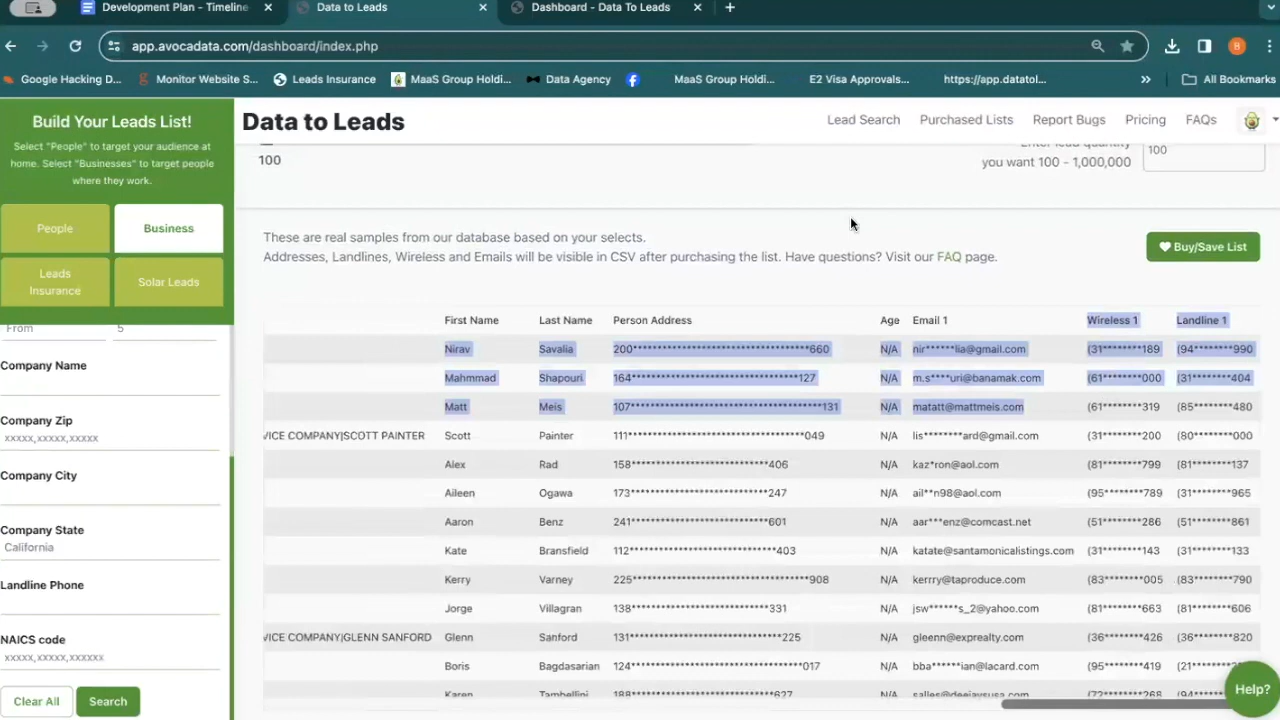 Development Plan - Timeline
Data to Leads
Dashboard - Data To Leads
app.avocadata.com/dashboard/index.php
B
Google Hacking D...
Monitor Website S...
Leads Insurance
MaaS Group Holdi...
Data Agency
MaaS Group Holdi...
E2 Visa Approvals...
https://app.datatol...
All Bookmarks
Build Your Leads List!
Select "People" to target your audience at
home. Select "Businesses" to target people
where they work.
People
Business
Leads
Insurance
Solar Leads
From 5
Company Name
Company Zip
xxxxx,xxxxx,xxxxx
Company City
Company State
California
Landline Phone
NAICS code
xxxxx,xxxxx,xxxxxx
Clear All
Search
Data to Leads
Lead Search
Purchased Lists
Report Bugs
Pricing
FAQs
100
Enter lead quantity
you want 100 - 1,000,000
100
These are real samples from our database based on your selects.
Addresses, Landlines, Wireless and Emails will be visible in CSV after purchasing the list. Have questions? Visit our FAQ page.
Buy/Save List
First Name Last Name Person Address Age Email 1 Wireless 1 Landline 1
Nirav Savalia 200***********************************660 N/A nir******lia@gmail.com (31********189 (94********990
Mahmmad Shapouri 164*********************************127 N/A m.s****uri@banamak.com (61********000 (31********404
Matt Meis 107*************************************131 N/A matatt@mattmeis.com (61********319 (85********480
VICE COMPANY|SCOTT PAINTER Scott Painter 111**********************************049 N/A lis********ard@gmail.com (31********200 (80********000
Alex Rad 158***************************406 N/A kaz*ron@aol.com (81********799 (81********137
Aileen Ogawa 173***************************247 N/A ail**n98@aol.com (95********789 (31********965
Aaron Benz 241***************************601 N/A aar***enz@comcast.net (51********286 (51********861
Kate Bransfield 112*****************************403 N/A katate@santamonicalistings.com (31********143 (31********133
Kerry Varney 225***********************************908 N/A kerrry@taproduce.com (83********005 (83********790
Jorge Villagran 138***************************331 N/A jsw******s_2@yahoo.com (81********663 (81********606
VICE COMPANY|GLENN SANFORD Glenn Sanford 131******************************225 N/A gleenn@exprealty.com (36********426 (36********820
Boris Bagdasarian 124*********************************017 N/A bba******ian@lacard.com (95********419 (21********
Karen Tambellini 188****************************627 N/A salles@deejaysusa.com (72********268 (94********
Help?